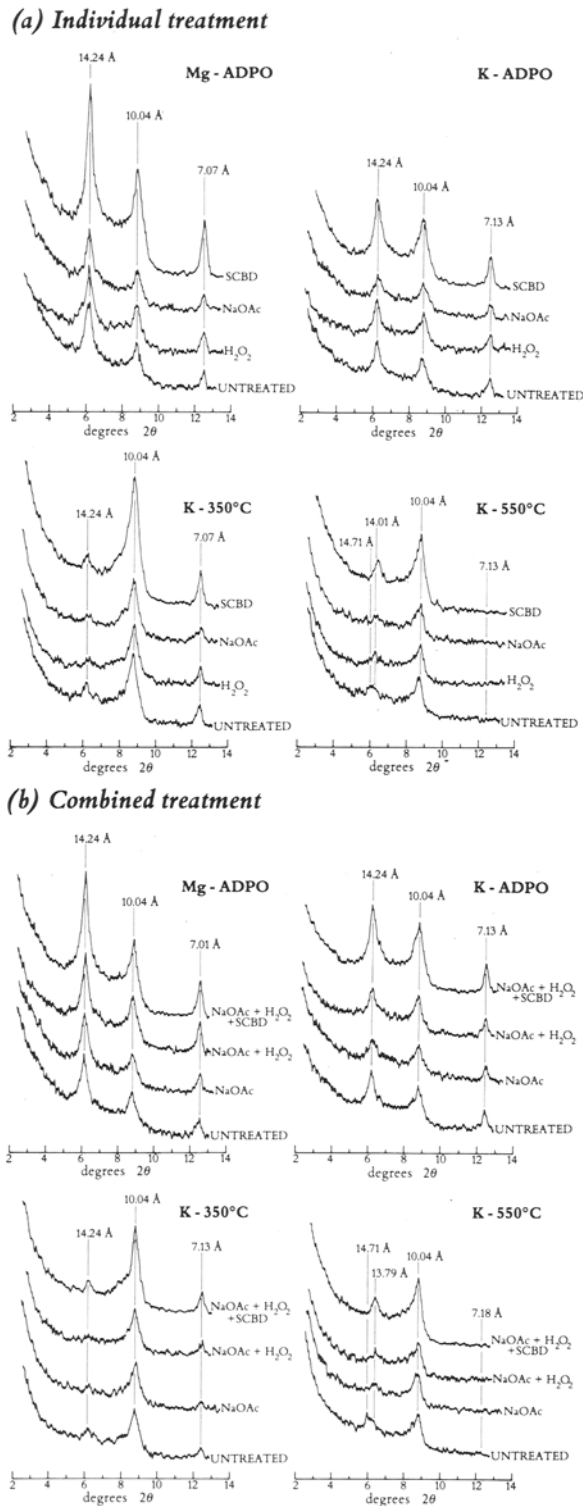 (a) Individual treatment
Mg - ADPO
14.24 Å
10.04 Å
7.07 Å
SCBD
NaOAc
H₂O₂
UNTREATED
2 4 6 8 10 12 14
degrees 2θ
K - ADPO
14.24 Å
10.04 Å
7.13 Å
SCBD
NaOAc
H₂O₂
UNTREATED
2 4 6 8 10 12 14
degrees 2θ
K - 350°C
14.24 Å
10.04 Å
7.07 Å
SCBD
NaOAc
H₂O₂
UNTREATED
2 4 6 8 10 12 14
degrees 2θ
K - 550°C
14.71 Å
14.01 Å
10.04 Å
7.13 Å
SCBD
NaOAc
H₂O₂
UNTREATED
2 4 6 8 10 12 14
degrees 2θ
(b) Combined treatment
Mg - ADPO
14.24 Å
10.04 Å
7.01 Å
NaOAc + H₂O₂
+SCBD
NaOAc + H₂O₂
NaOAc
UNTREATED
2 4 6 8 10 12 14
degrees 2θ
K - ADPO
14.24 Å
10.04 Å
7.13 Å
NaOAc + H₂O₂
+SCBD
NaOAc + H₂O₂
NaOAc
UNTREATED
2 4 6 8 10 12 14
degrees 2θ
K - 350°C
14.24 Å
10.04 Å
7.13 Å
NaOAc + H₂O₂
+SCBD
NaOAc + H₂O₂
NaOAc
UNTREATED
2 4 6 8 10 12 14
degrees 2θ
K - 550°C
14.71 Å
13.79 Å
10.04 Å
7.18 Å
NaOAc + H₂O₂
+SCBD
NaOAc + H₂O₂
NaOAc
UNTREATED
2 4 6 8 10 12 14
degrees 2θ